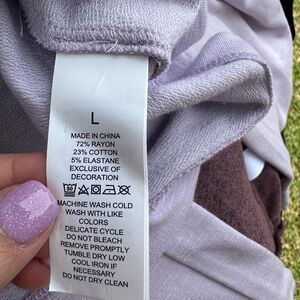 L
MADE IN CHINA
72% RAYON
23% COTTON
5% ELASTANE
EXCLUSIVE OF
DECORATION
MACHINE WASH COLD
WASH WITH LIKE
COLORS
DELICATE CYCLE
DO NOT BLEACH
REMOVE PROMPTLY
TUMBLE DRY LOW
COOL IRON IF
NECESSARY
DO NOT DRY CLEAN